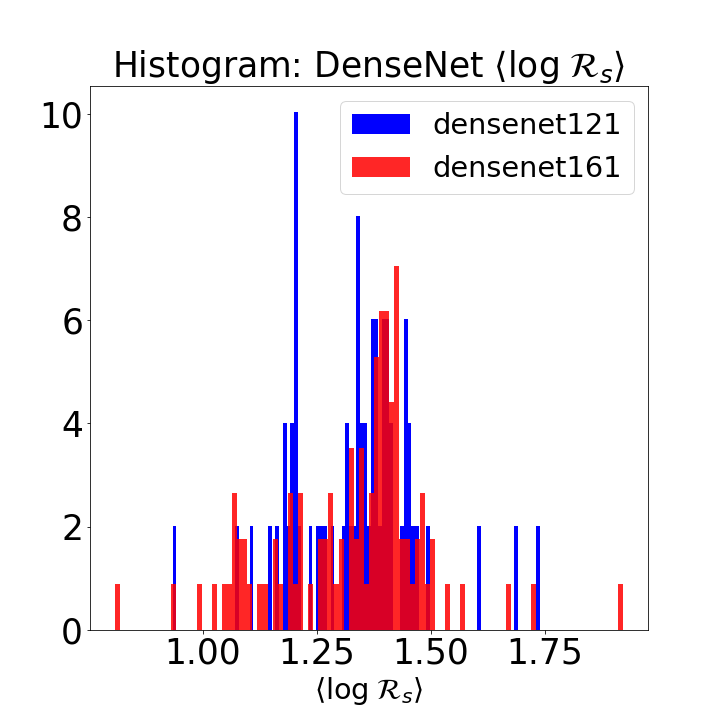 Histogram: DenseNet ⟨log ℛₛ⟩
densenet121
densenet161
10
8
6
4
2
0
1.00 1.25 1.50 1.75
⟨log ℛₛ⟩